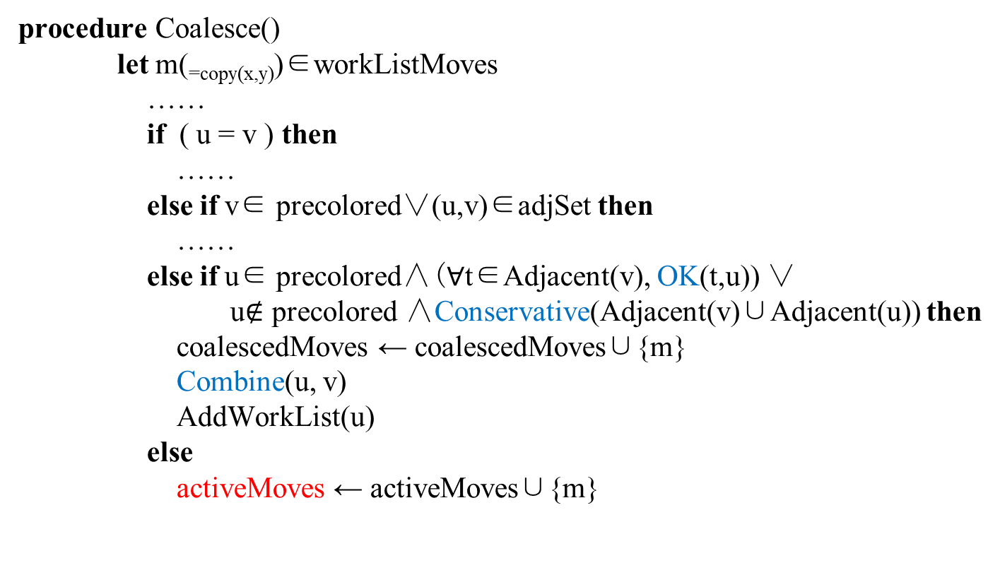 procedure Coalesce()
let m(=copy(x,y))∈workListMoves
……
if ( u = v ) then
……
else if v∈ precolored∨(u,v)∈adjSet then
……
else if u∈ precolored∧（∀t∈Adjacent(v), OK(t,u)) ∨
u∉ precolored ∧Conservative(Adjacent(v)∪Adjacent(u)) then
coalescedMoves ← coalescedMoves∪{m}
Combine(u, v)
AddWorkList(u)
else
activeMoves ← activeMoves∪{m}